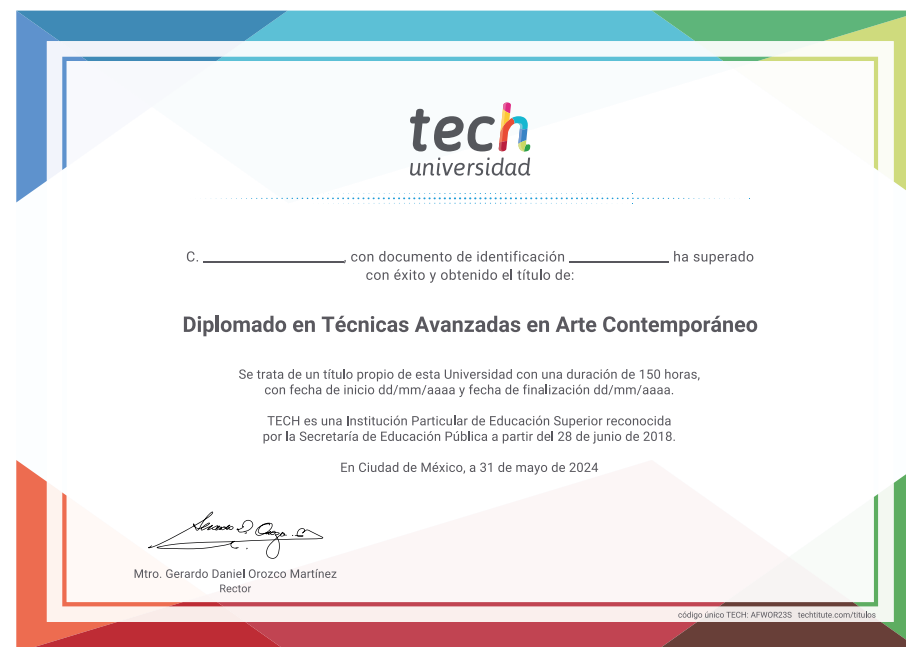 tech
universidad
C. ____________, con documento de identificación ____________ ha superado
con éxito y obtenido el título de:
Diplomado en Técnicas Avanzadas en Arte Contemporáneo
Se trata de un título propio de esta Universidad con una duración de 150 horas,
con fecha de inicio dd/mm/aaaa y fecha de finalización dd/mm/aaaa.
TECH es una Institución Particular de Educación Superior reconocida
por la Secretaría de Educación Pública a partir del 28 de junio de 2018.
En Ciudad de México, a 31 de mayo de 2024
Mtro. Gerardo Daniel Orozco Martínez
Rector
código único TECH: AFWOR23S techtitute.com/titulos